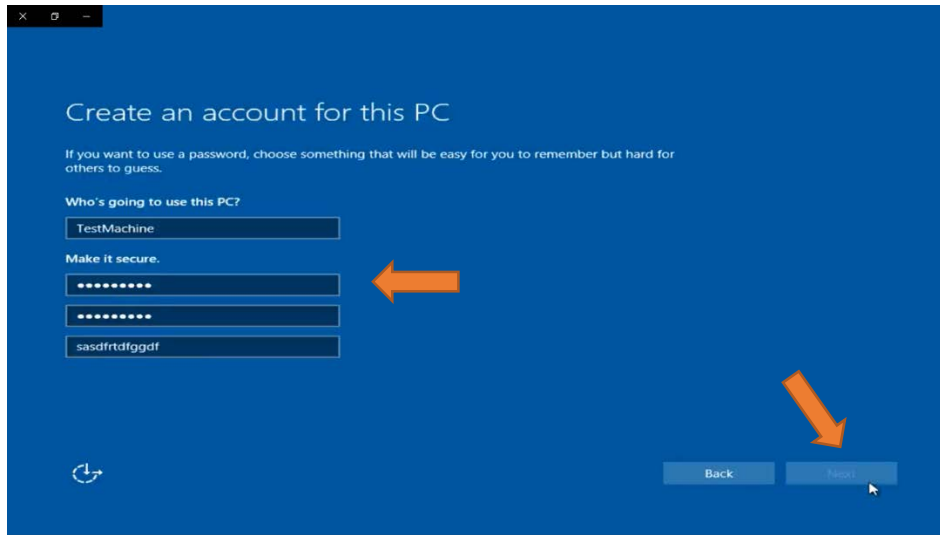 Create an account for this PC
If you want to use a password, choose something that will be easy for you to remember but hard for
others to guess.
Who's going to use this PC?
TestMachine
Make it secure.
•••••••••
•••••••••
sasdfrtdfggdf
Back
Next